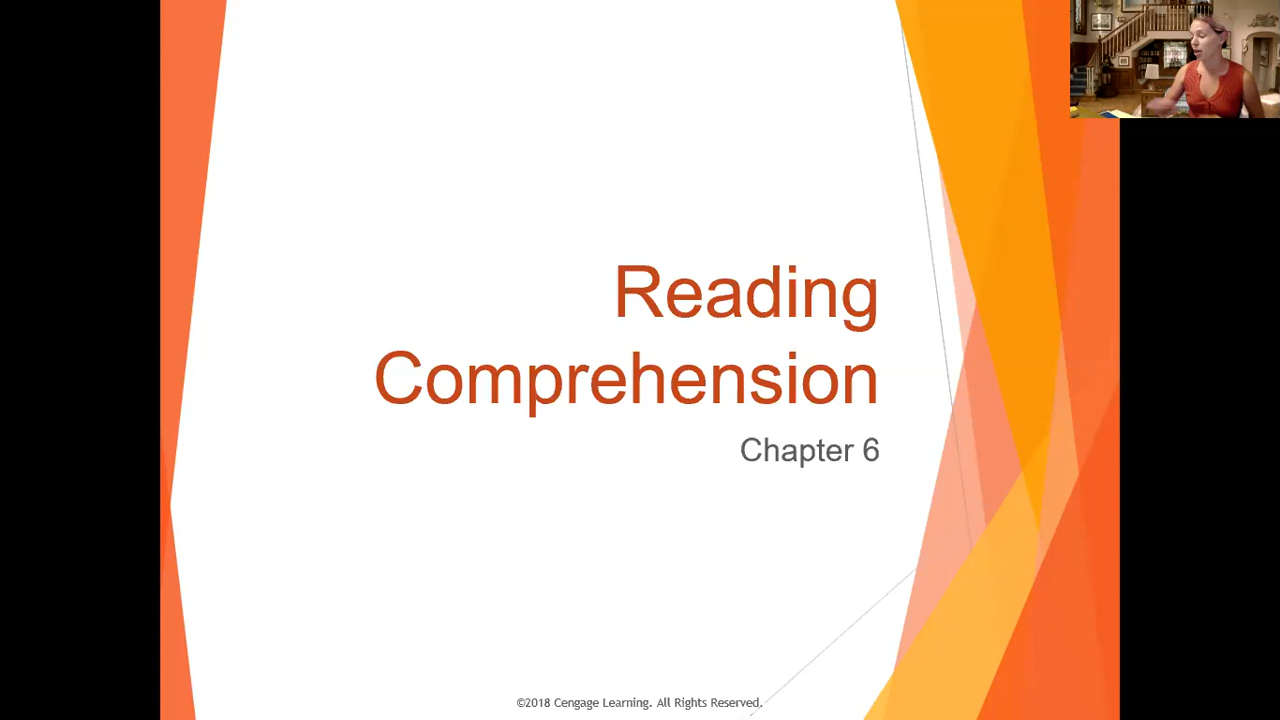 Reading
Comprehension
Chapter 6
©2018 Cengage Learning. All Rights Reserved.